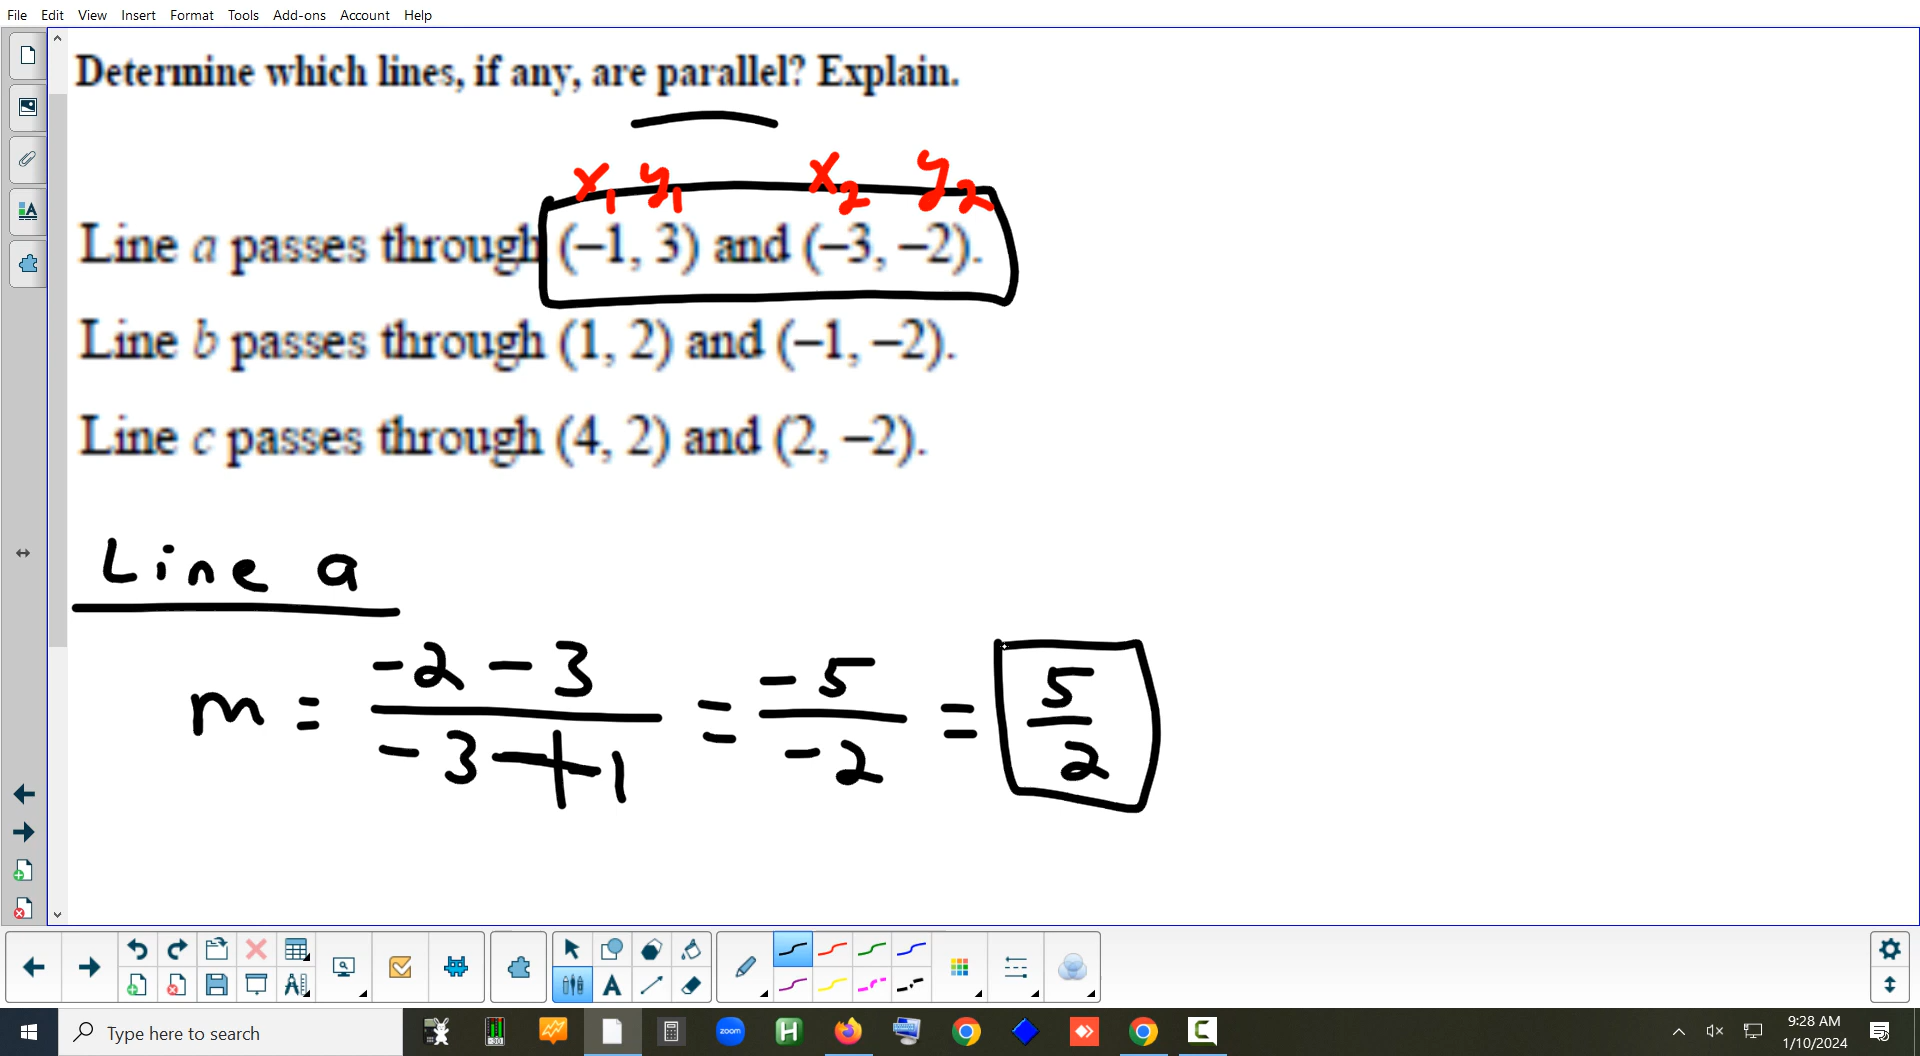 File Edit View Insert Format Tools Add-ons Account Help
Determine which lines, if any, are parallel? Explain.
x₁ y₁ x₂ y₂
Line a passes through (–1, 3) and (–3, –2).
Line b passes through (1, 2) and (–1, –2).
Line c passes through (4, 2) and (2, –2).
Line a
-2 - 3 -5 5
m = = =
-3 + 1 -2 2
Type here to search
zoom
H
9:28 AM
1/10/2024